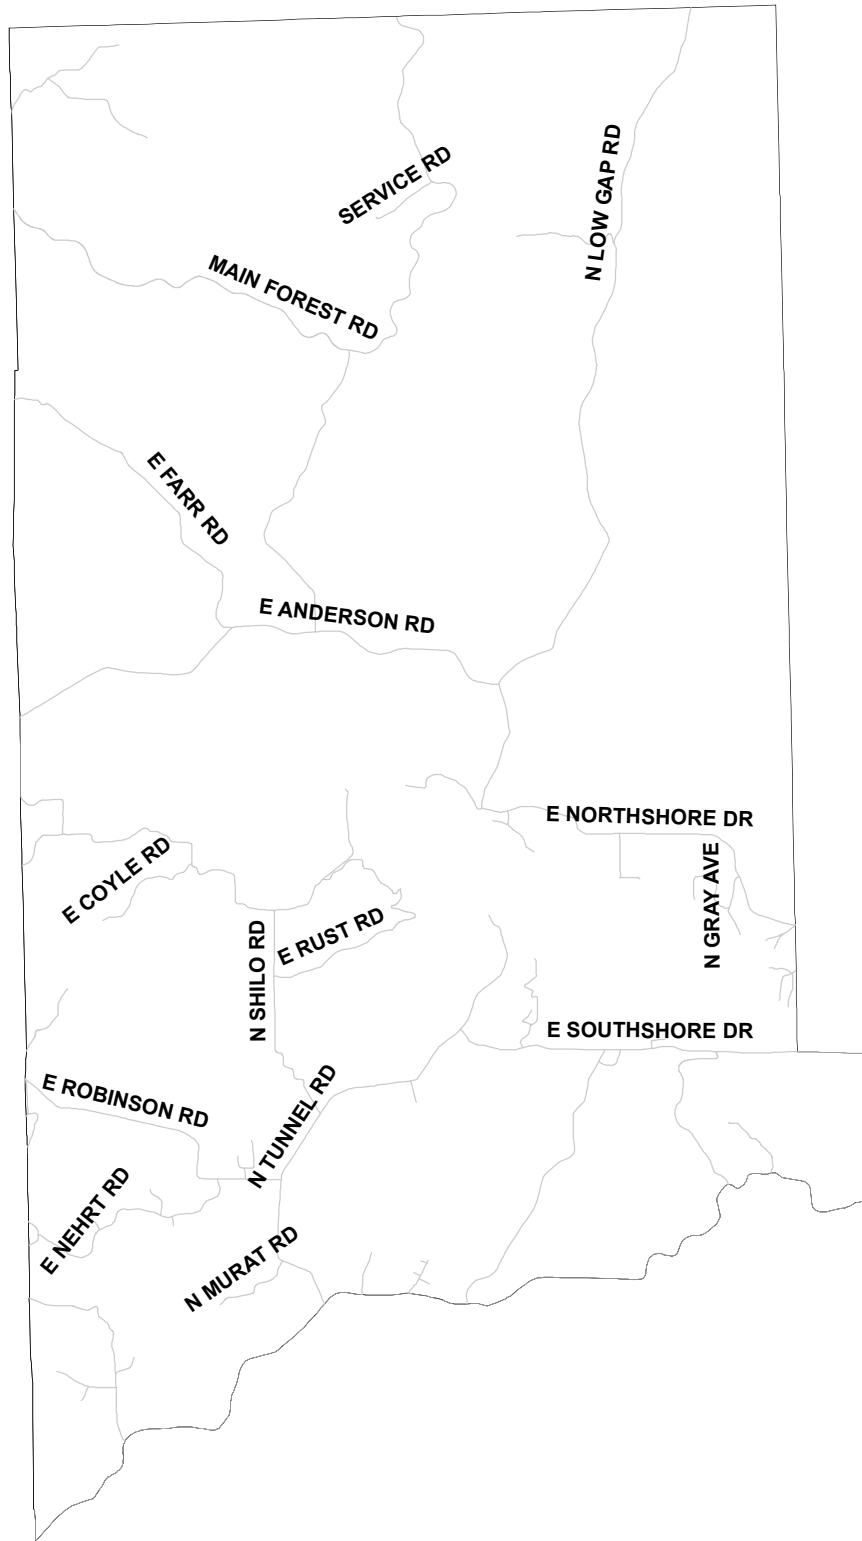 SERVICE RD
N LOW GAP RD
MAIN FOREST RD
E FARR RD
E ANDERSON RD
E NORTHSHORE DR
E COYLE RD
N GRAY AVE
E RUST RD
N SHILO RD
E SOUTHSHORE DR
E ROBINSON RD
N TUNNEL RD
E NEHRT RD
N MURAT RD